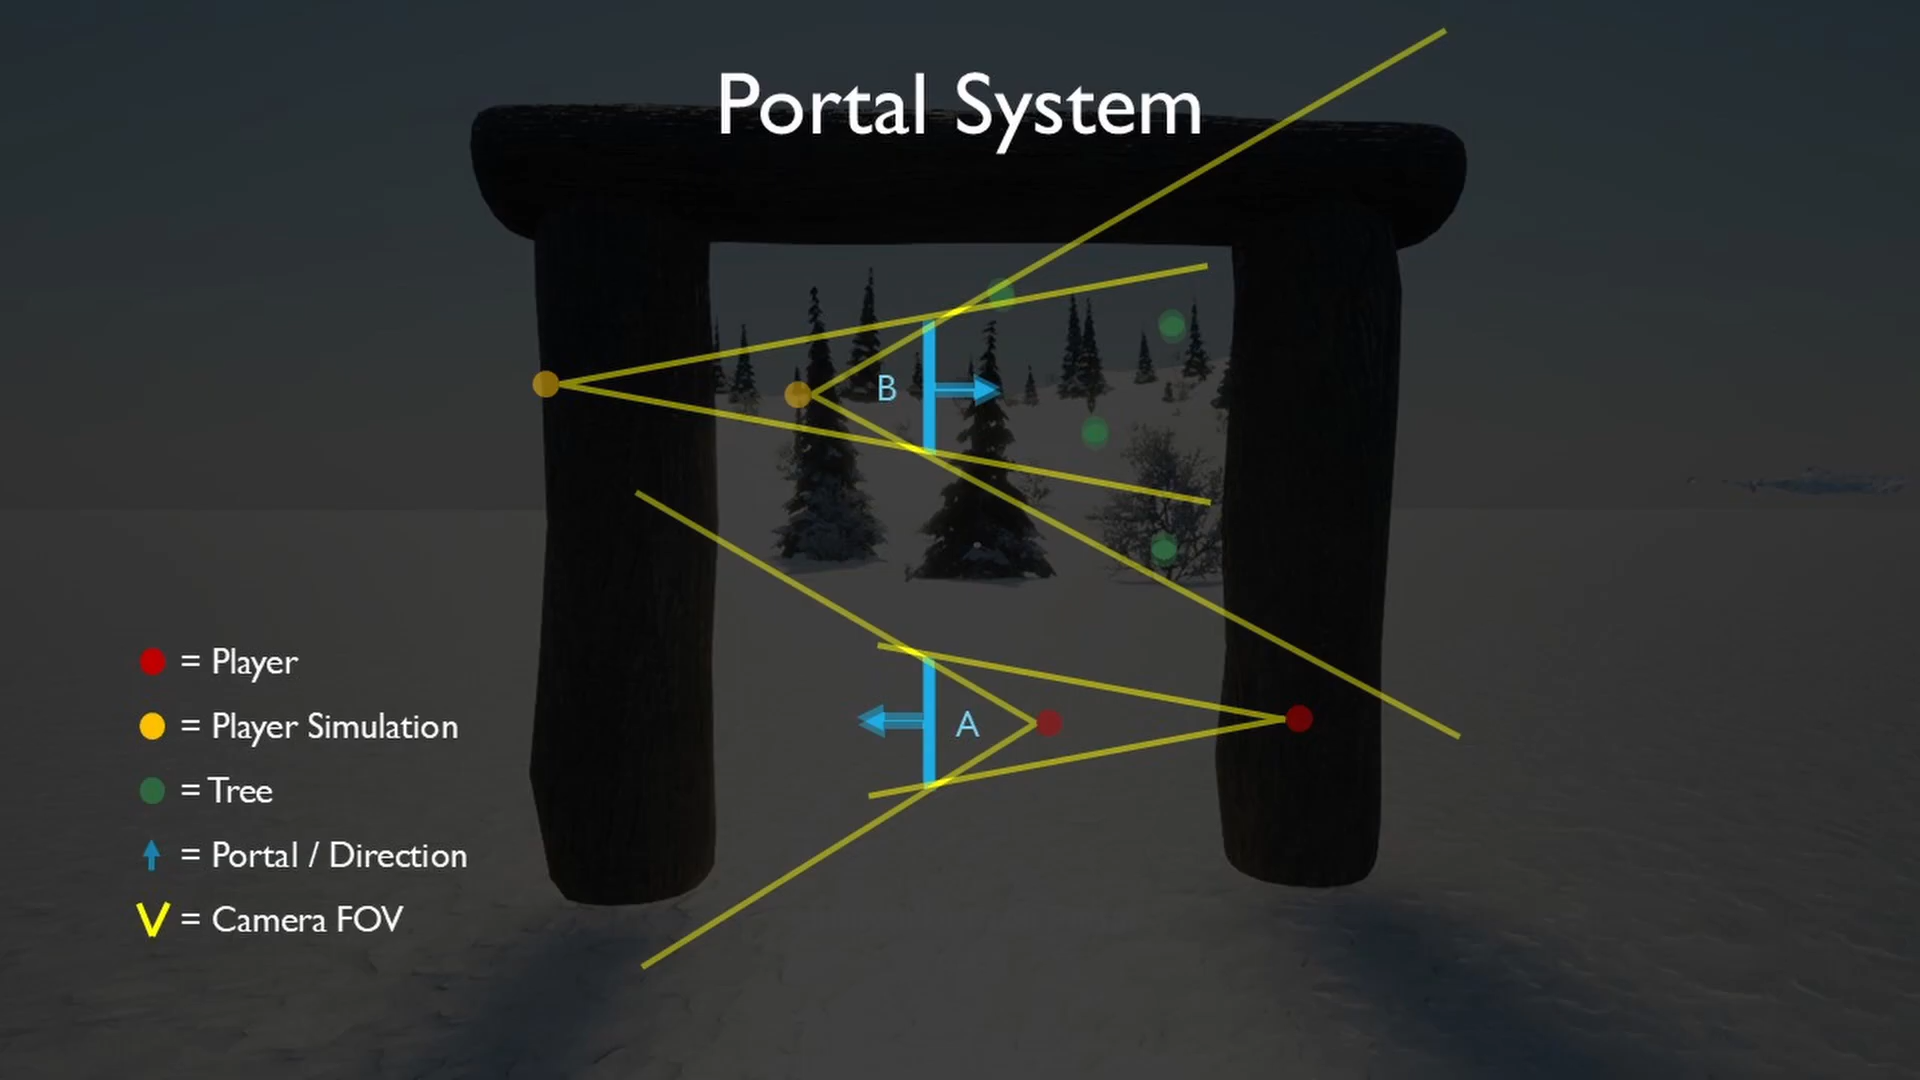 Portal System
B
A
= Player
= Player Simulation
= Tree
= Portal / Direction
= Camera FOV